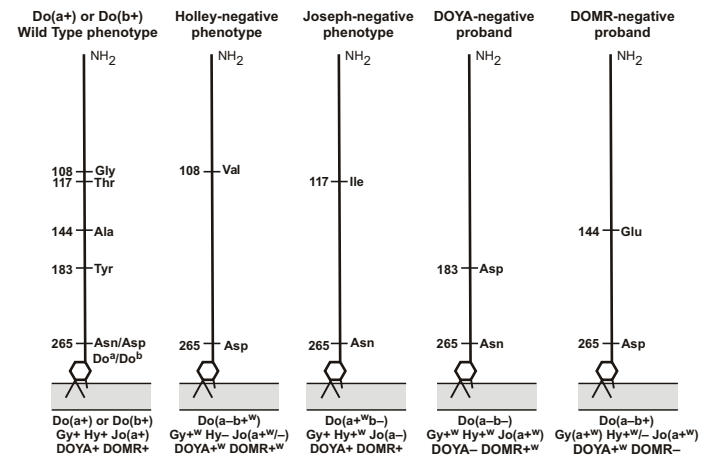 Do(a+) or Do(b+)
Wild Type phenotype
NH2
108 Gly
117 Thr
144 Ala
183 Tyr
265 Asn/Asp
Doa/Dob
Do(a+) or Do(b+)
Gy+ Hy+ Jo(a+)
DOYA+ DOMR+
Holley-negative
phenotype
NH2
108 Val
265 Asp
Do(a–b+w)
Gy+w Hy– Jo(a+w/–)
DOYA+w DOMR+w
Joseph-negative
phenotype
NH2
117 Ile
265 Asn
Do(a+wb–)
Gy+ Hy+w Jo(a–)
DOYA+ DOMR+
DOYA-negative
proband
NH2
183 Asp
265 Asn
Do(a–b–)
Gy+w Hy+w Jo(a+w)
DOYA– DOMR+w
DOMR-negative
proband
NH2
144 Glu
265 Asp
Do(a–b+)
Gy(a+w) Hy+w/– Jo(a+w)
DOYA+w DOMR–